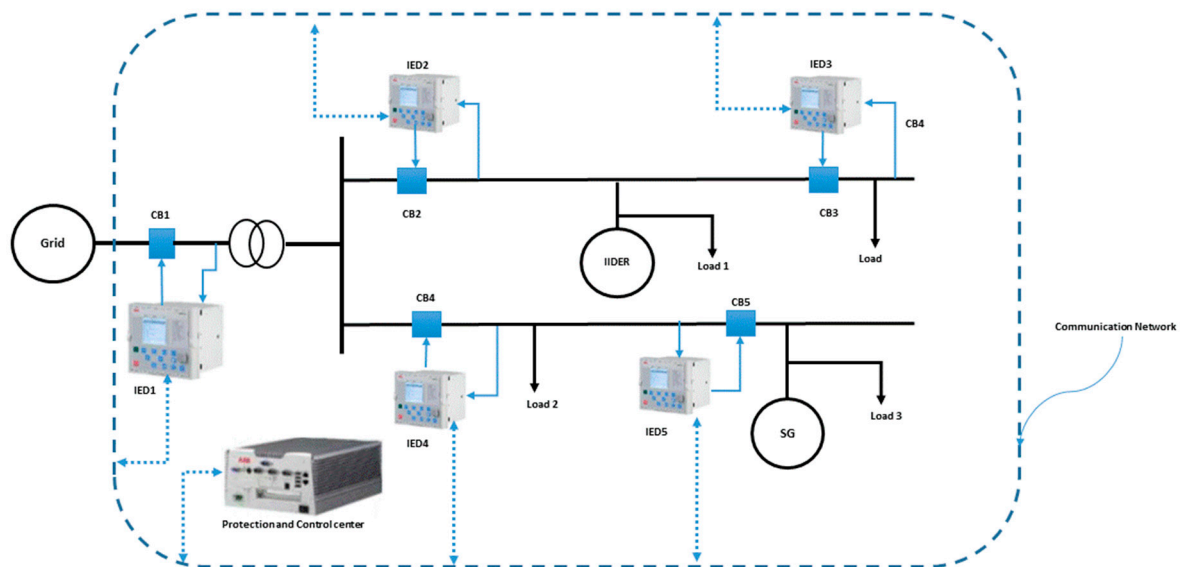 IED2
IED3
CB4
CB2
CB3
CB1
Grid
IIDER
Load 1
Load
CB4
CB5
Communication Network
IED1
Load 2
Load 3
IED4
IED5
SG
ABB
Protection and Control center